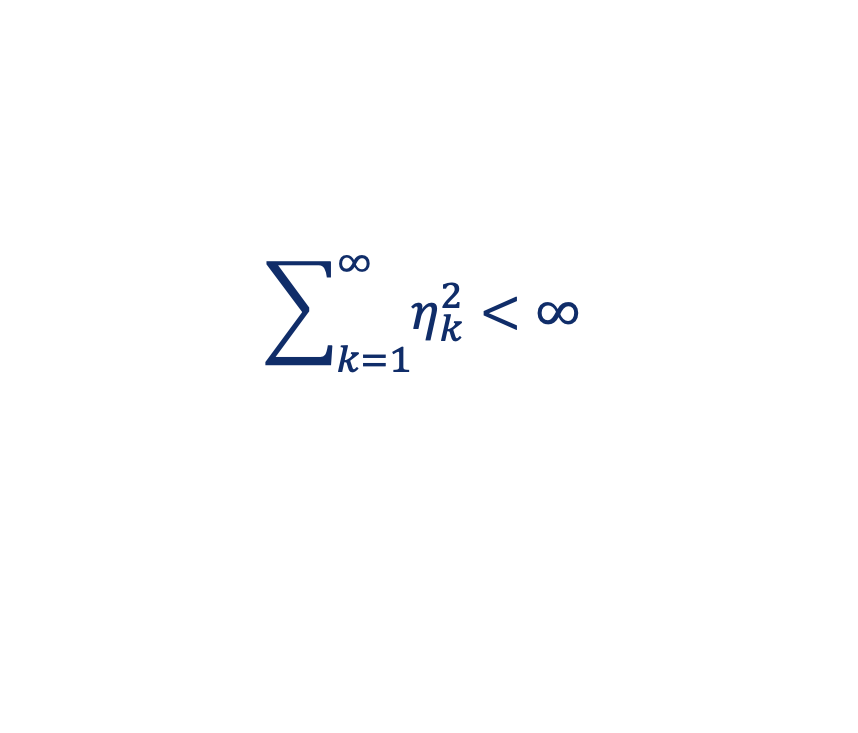 ∑_{k=1}^{∞} η_k^2 < ∞